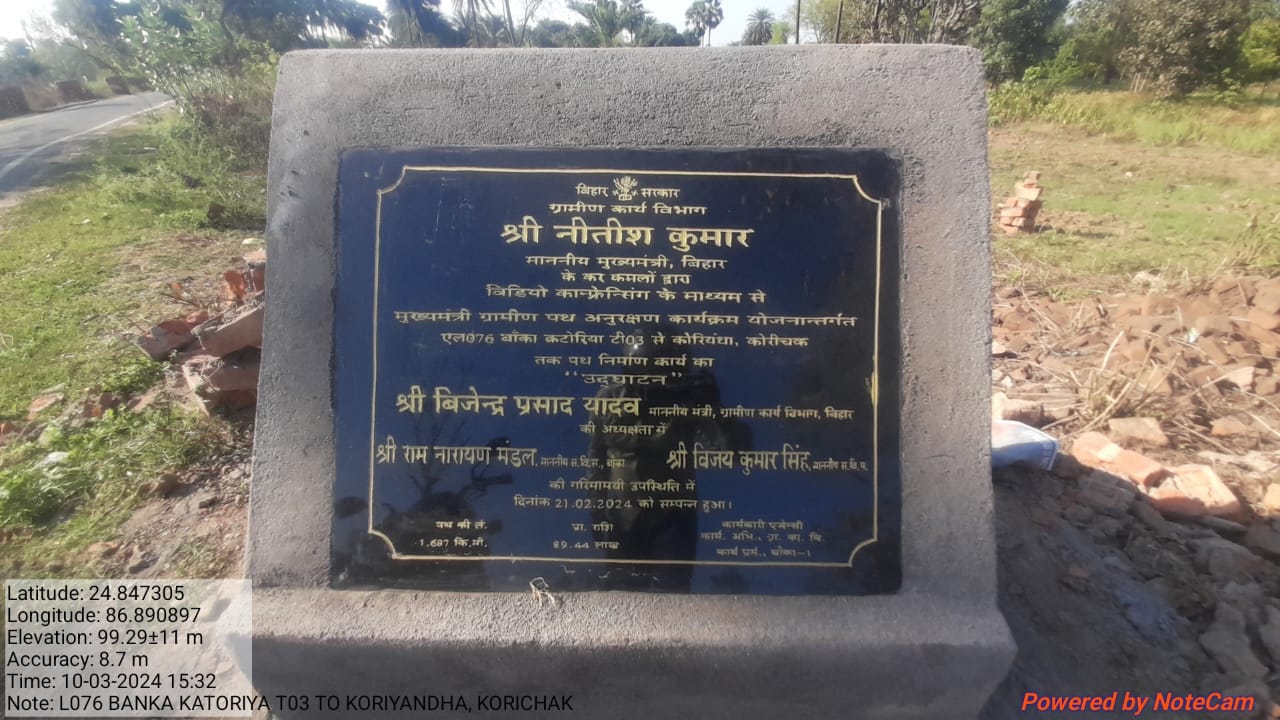 बिहार सरकार
ग्रामीण कार्य विभाग
श्री नीतीश कुमार
माननीय मुख्यमंत्री, बिहार
के कर कमलों द्वारा
विडियो कान्फ्रेन्सिंग के माध्यम से
मुख्यमंत्री ग्रामीण पथ अनुरक्षण कार्यक्रम योजनान्तर्गत
एल076 बाँका कटोरिया टी03 से कोरियंधा, कोरीचक
तक पथ निर्माण कार्य का
"उद्घाटन"
श्री बिजेन्द्र प्रसाद यादव माननीय मंत्री, ग्रामीण कार्य विभाग, बिहार
की अध्यक्षता में
श्री राम नारायण मंडल, माननीय स.वि.स., बाँका श्री विजय कुमार सिंह, माननीय स.वि.प.
की गरिमामयी उपस्थिति में
दिनांक 21.02.2024 को सम्पन्न हुआ।
पथ की लं. प्रा. राशि कार्यकारी एजेन्सी
1.687 कि.मी. 89.44 लाख कार्य. अभि., ग्रा. का. वि.
कार्य प्रमं., बाँका-1
Latitude: 24.847305
Longitude: 86.890897
Elevation: 99.29±11 m
Accuracy: 8.7 m
Time: 10-03-2024 15:32
Note: L076 BANKA KATORIYA T03 TO KORIYANDHA, KORICHAK
Powered by NoteCam